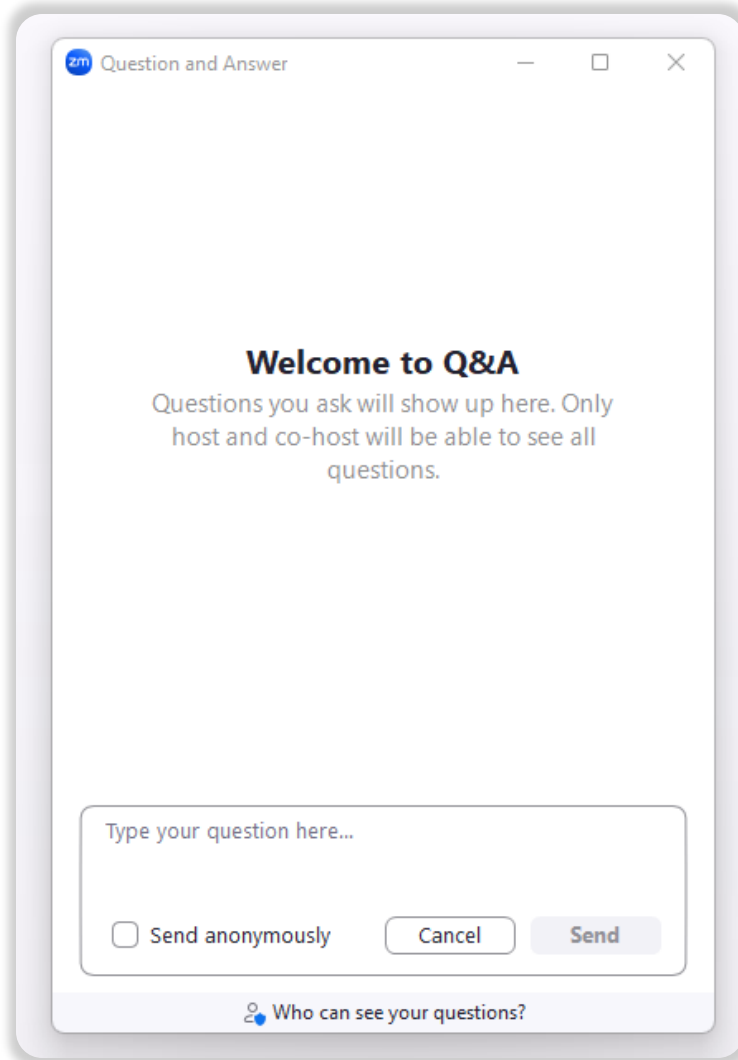 zm Question and Answer
Welcome to Q&A
Questions you ask will show up here. Only
host and co-host will be able to see all
questions.
Type your question here...
Send anonymously
Cancel
Send
Who can see your questions?